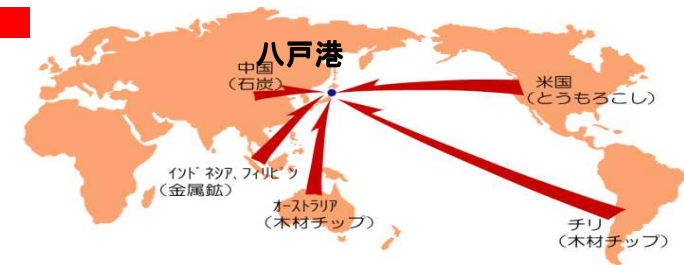 八戸港
中国
（石炭）
米国
（とうもろこし）
インドネシア、フィリピン
（金属鉱）
オーストラリア
（木材チップ）
チリ
（木材チップ）